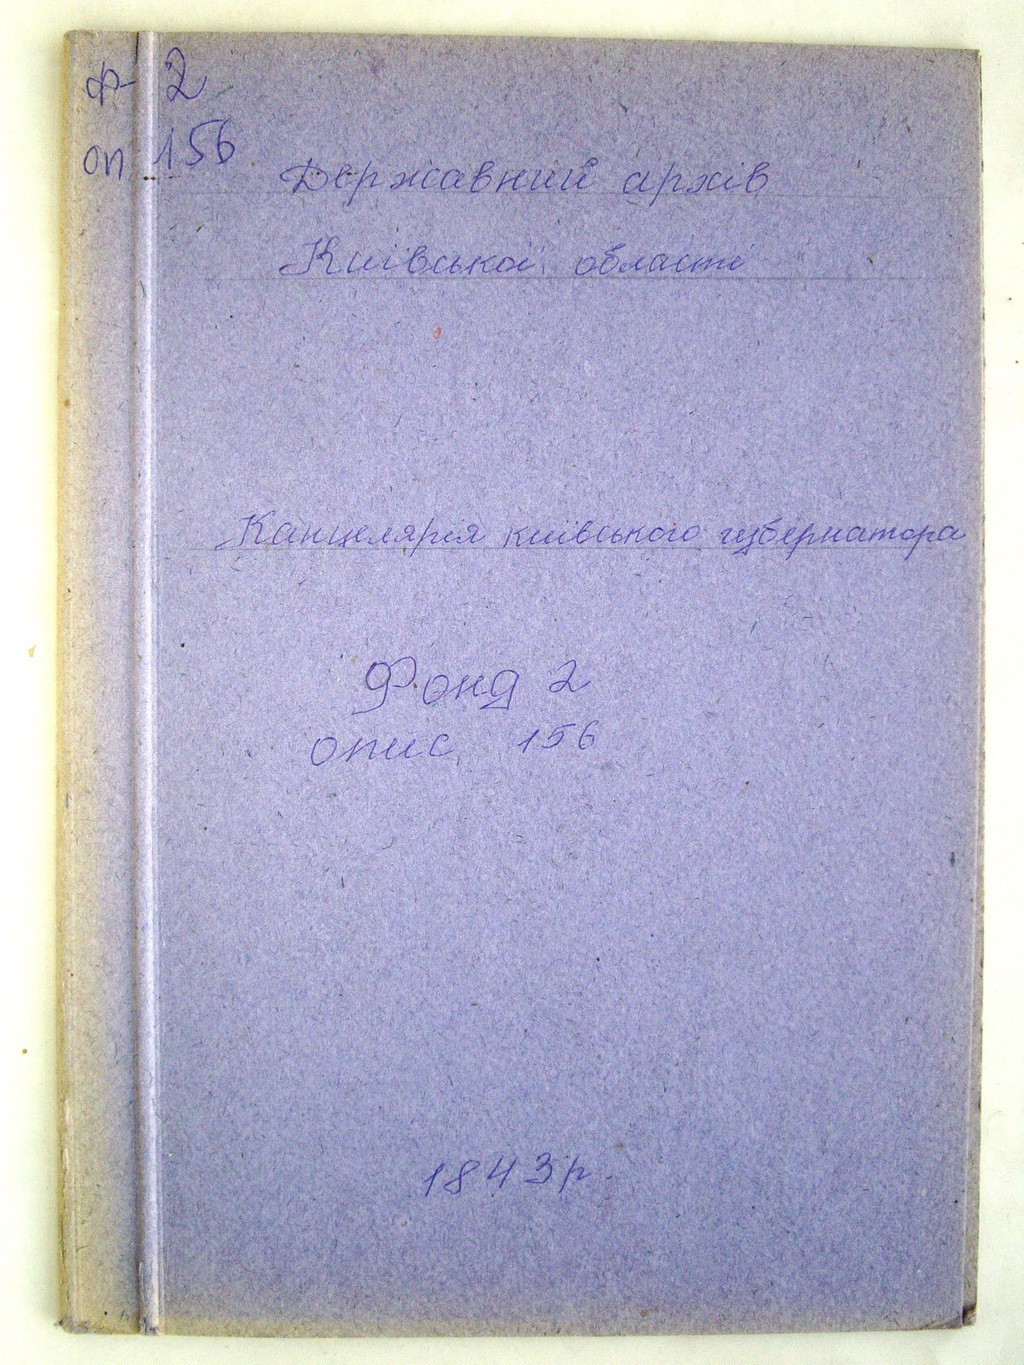 ф-2
оп 156
Державний архів
Київської області
Канцелярія київського губернатора
Фонд 2
опис 156
1843р